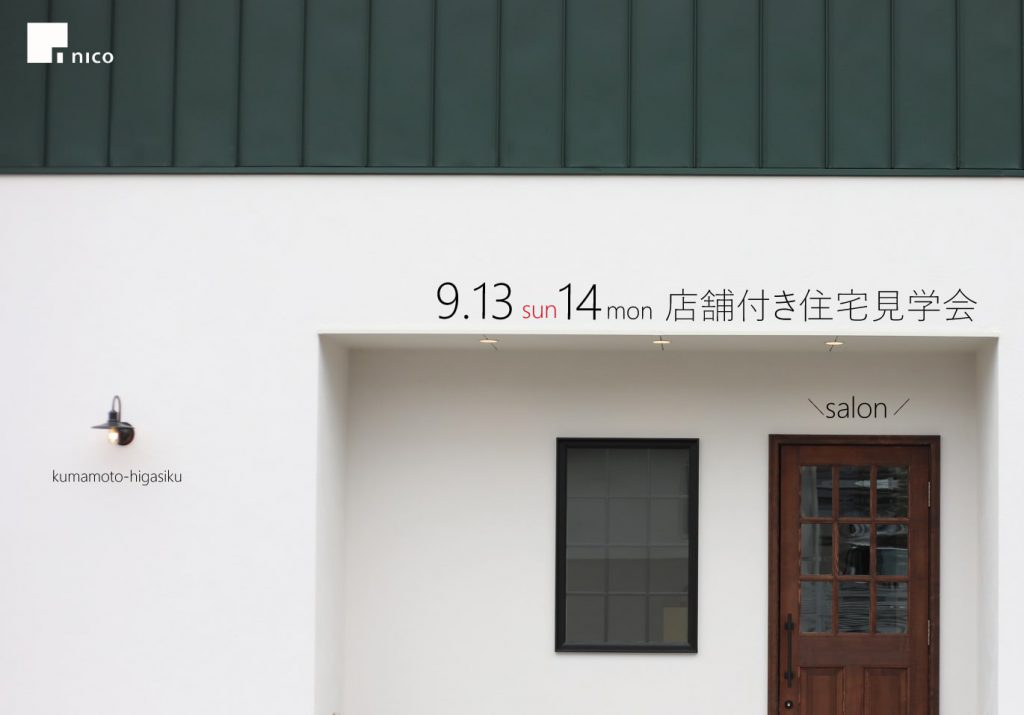 nico
9.13 sun 14 mon 店舗付き住宅見学会
\salon/
kumamoto-higasiku